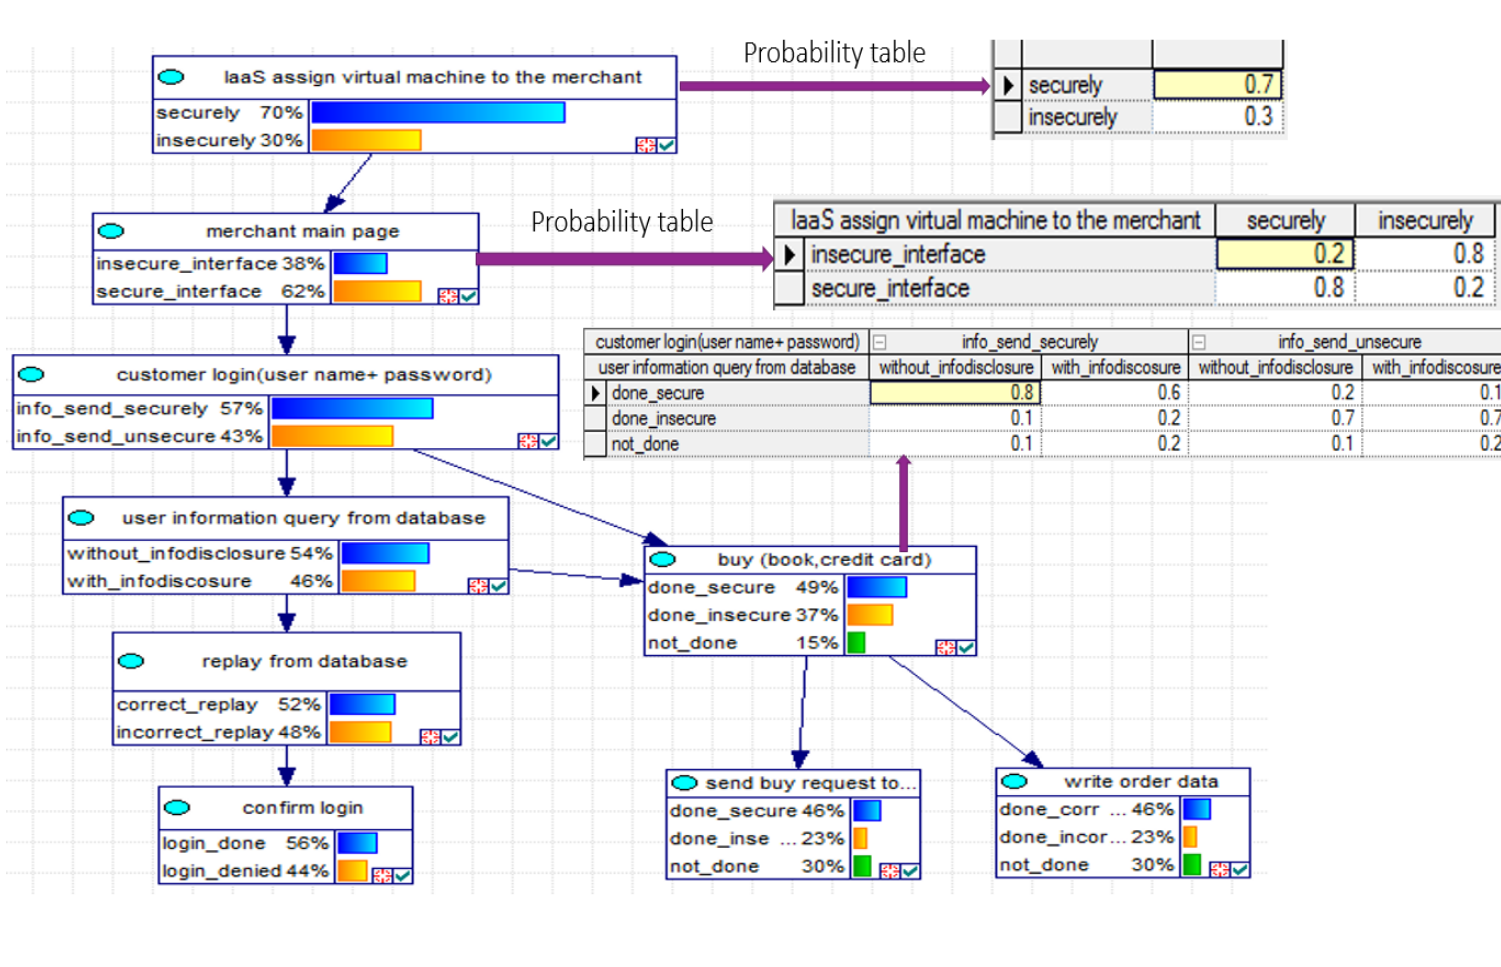 Probability table
IaaS assign virtual machine to the merchant
securely 70%
insecurely 30%
securely 0.7
insecurely 0.3
merchant main page
insecure_interface 38%
secure_interface 62%
Probability table
IaaS assign virtual machine to the merchant securely insecurely
insecure_interface 0.2 0.8
secure_interface 0.8 0.2
customer login(user name+ password) info_send_securely info_send_unsecure
user information query from database without_infodisclosure with_infodiscosure without_infodisclosure with_infodiscosure
done_secure 0.8 0.6 0.2 0.1
done_insecure 0.1 0.2 0.7 0.7
not_done 0.1 0.2 0.1 0.2
customer login(user name+ password)
info_send_securely 57%
info_send_unsecure 43%
user information query from database
without_infodisclosure 54%
with_infodiscosure 46%
buy (book,credit card)
done_secure 49%
done_insecure 37%
not_done 15%
replay from database
correct_replay 52%
incorrect_replay 48%
confirm login
login_done 56%
login_denied 44%
send buy request to...
done_secure 46%
done_inse ... 23%
not_done 30%
write order data
done_corr ... 46%
done_incor... 23%
not_done 30%